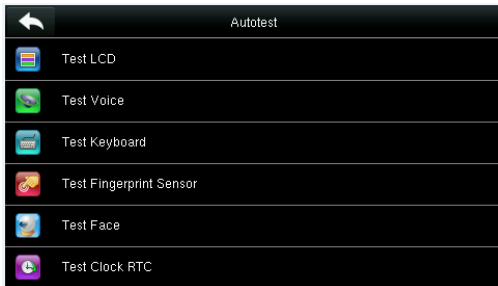 Autotest
Test LCD
Test Voice
Test Keyboard
Test Fingerprint Sensor
Test Face
Test Clock RTC